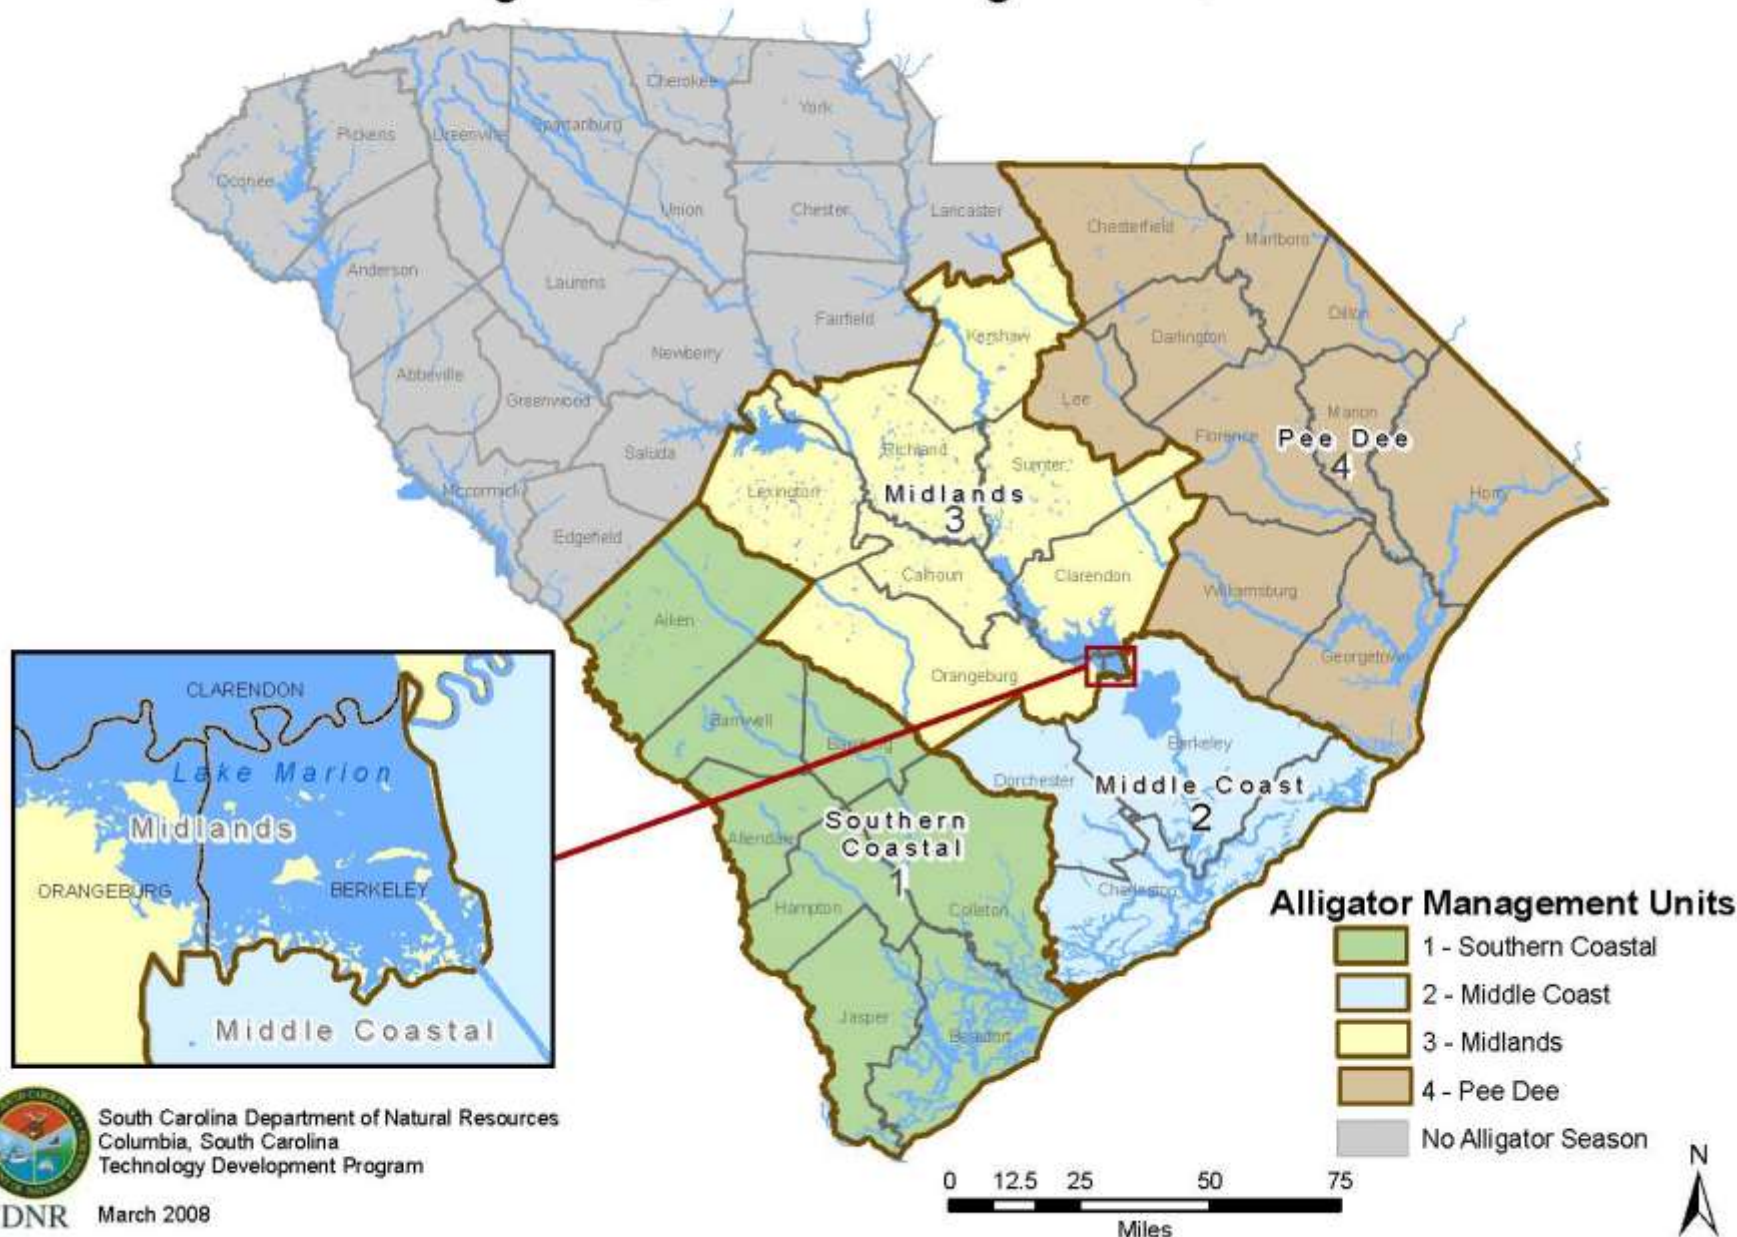 Cherokee
York
Pickens
Greenville
Spartanburg
Oconee
Union
Chester
Lancaster
Chesterfield
Marlboro
Anderson
Laurens
Fairfield
Kershaw
Darlington
Dillon
Newberry
Abbeville
Greenwood
Lee
Marion
Florence
Pee Dee
4
Saluda
Richland
Sumter
Mccormick
Lexington
Midlands
3
Horry
Edgefield
Calhoun
Clarendon
Williamsburg
Aiken
Orangeburg
Georgetown
Barnwell
Bamberg
Berkeley
Dorchester
Middle Coast
2
Allendale
Southern
Coastal
1
Charleston
Hampton
Colleton
Jasper
Beaufort
CLARENDON
Lake Marion
Midlands
ORANGEBURG
BERKELEY
Middle Coastal
Alligator Management Units
1 - Southern Coastal
2 - Middle Coast
3 - Midlands
4 - Pee Dee
No Alligator Season
South Carolina Department of Natural Resources
Columbia, South Carolina
Technology Development Program
DNR
March 2008
0 12.5 25 50 75
Miles
N